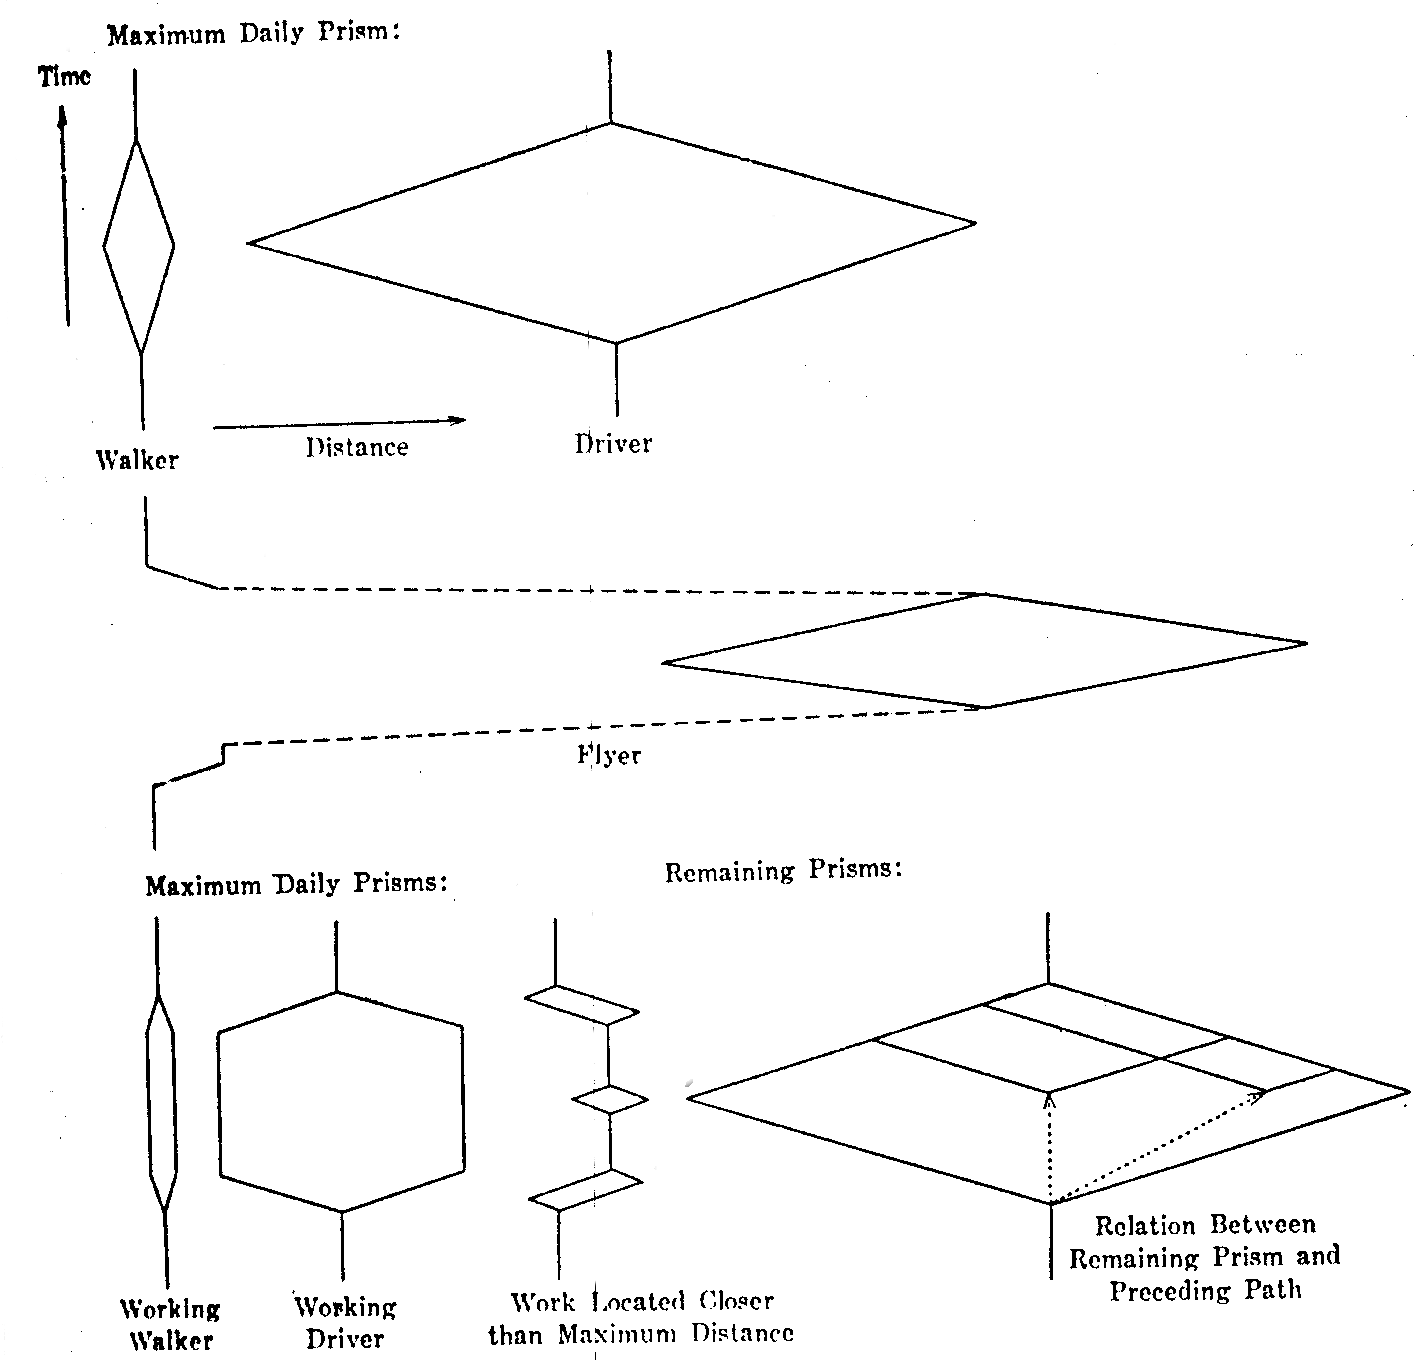 Maximum Daily Prism:
Time
Distance
Driver
Walker
Flyer
Maximum Daily Prisms:
Remaining Prisms:
Relation Between
Remaining Prism and
Preceding Path
Working
Walker
Working
Driver
Work Located Closer
than Maximum Distance